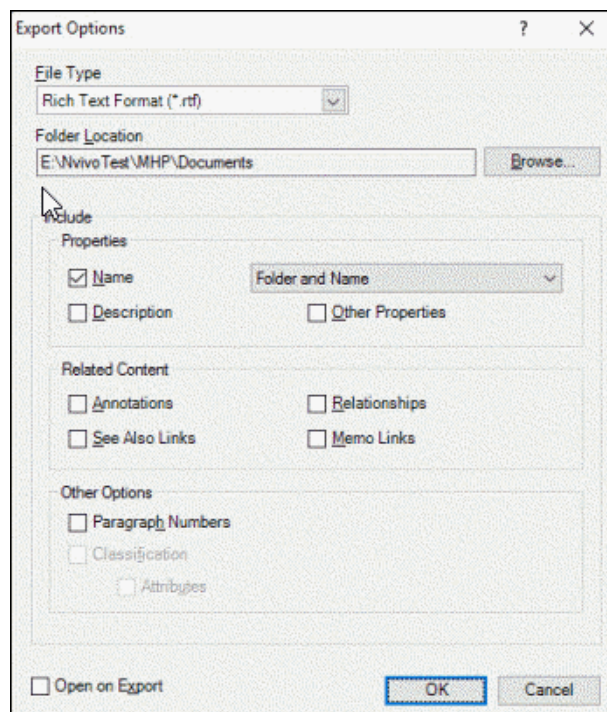 Export Options ? ×
File Type
Rich Text Format (*.rtf)
Folder Location
E:\NvivoTest\MHP\Documents Browse...
Include
Properties
Name Folder and Name
Description Other Properties
Related Content
Annotations Relationships
See Also Links Memo Links
Other Options
Paragraph Numbers
Classification
Attributes
Open on Export OK Cancel